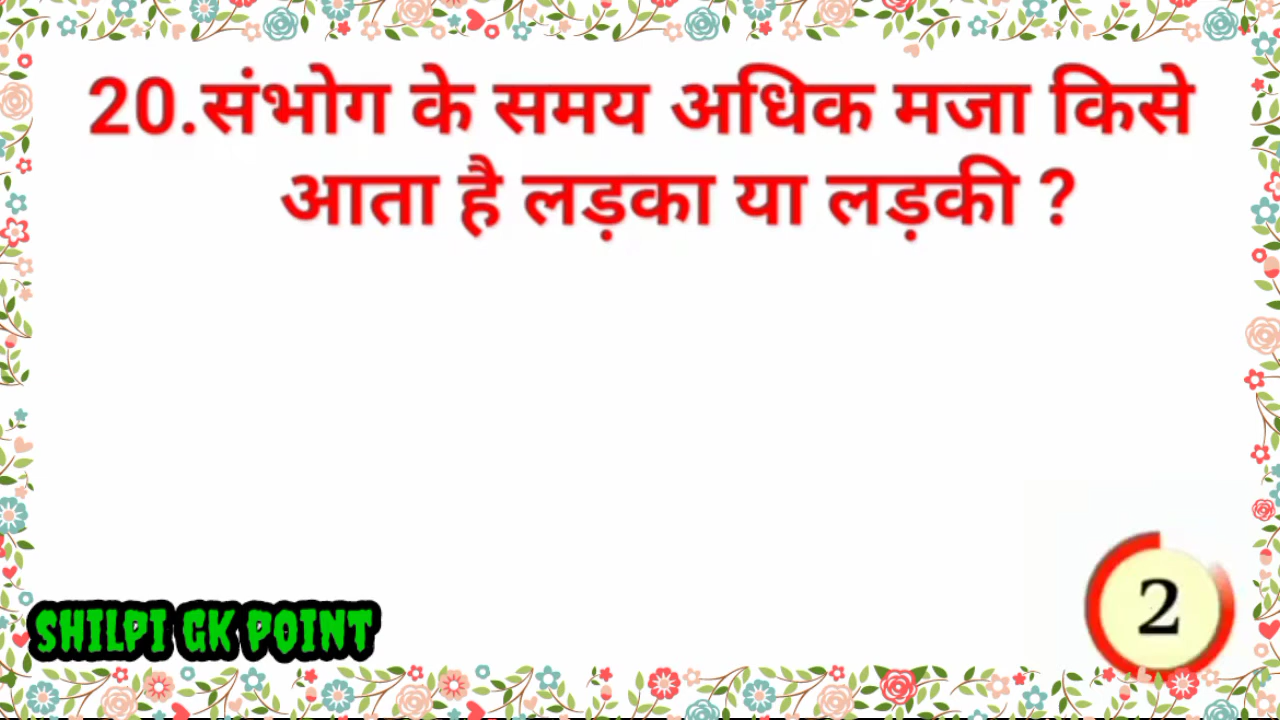 20.संभोग के समय अधिक मजा किसे
आता है लड़का या लड़की ?
2
SHILPI GK POINT